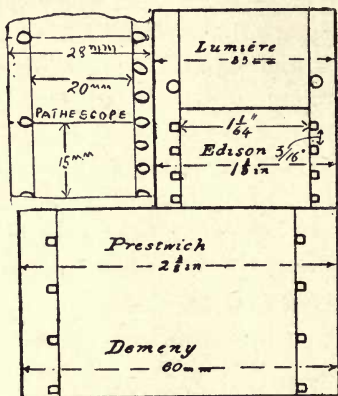 28mm
20mm
PATHESCOPE
15mm
Lumière
35mm
1 1/64"
3/16"
Edison
1 3/8 in
Prestwich
2 3/8 in
Demeny
60mm